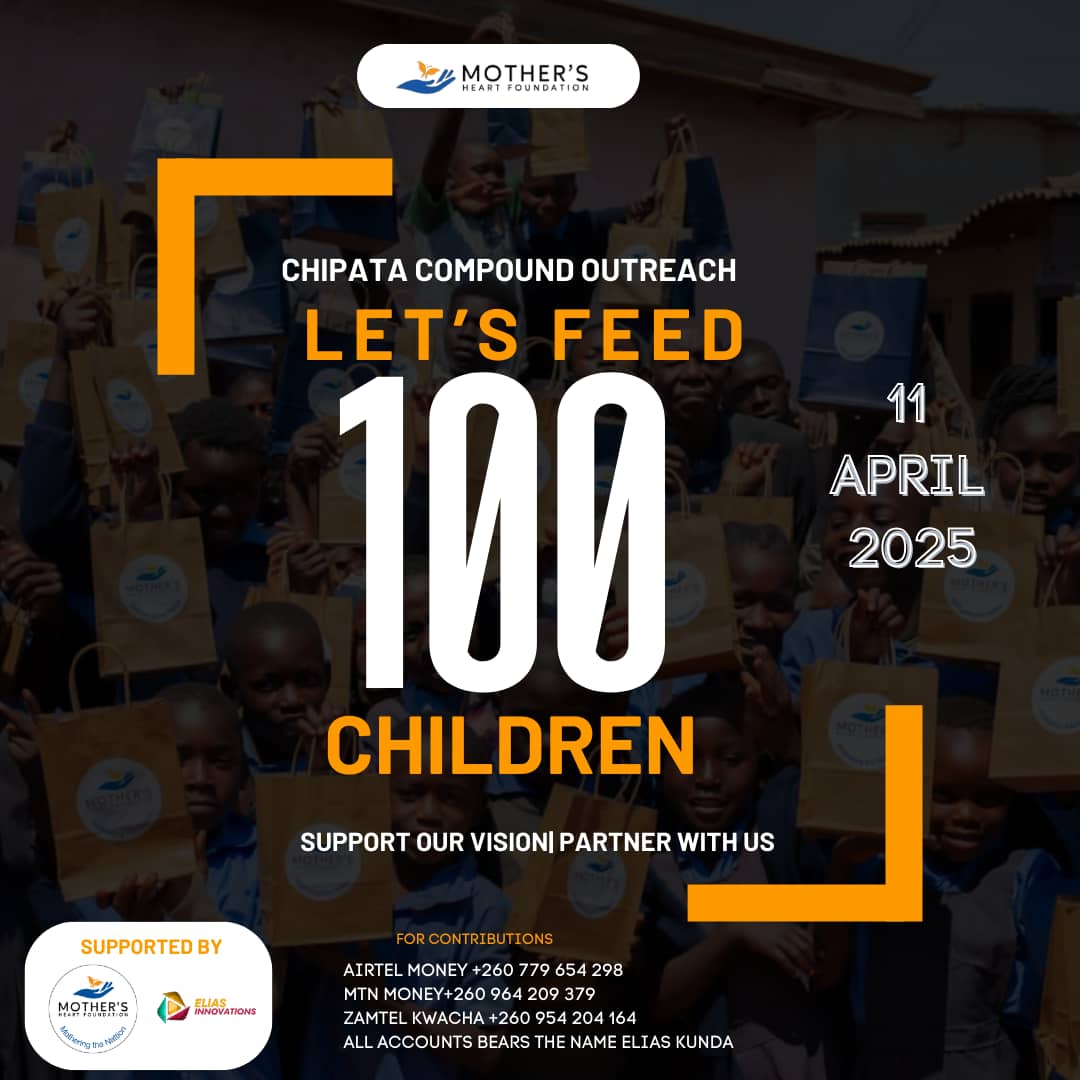 MOTHER'S
HEART FOUNDATION
CHIPATA COMPOUND OUTREACH
LET'S FEED
100
CHILDREN
11
APRIL
2025
SUPPORT OUR VISION| PARTNER WITH US
SUPPORTED BY
MOTHER'S
HEART FOUNDATION
Mothering the Nation
ELIAS
INNOVATIONS
FOR CONTRIBUTIONS
AIRTEL MONEY +260 779 654 298
MTN MONEY+260 964 209 379
ZAMTEL KWACHA +260 954 204 164
ALL ACCOUNTS BEARS THE NAME ELIAS KUNDA